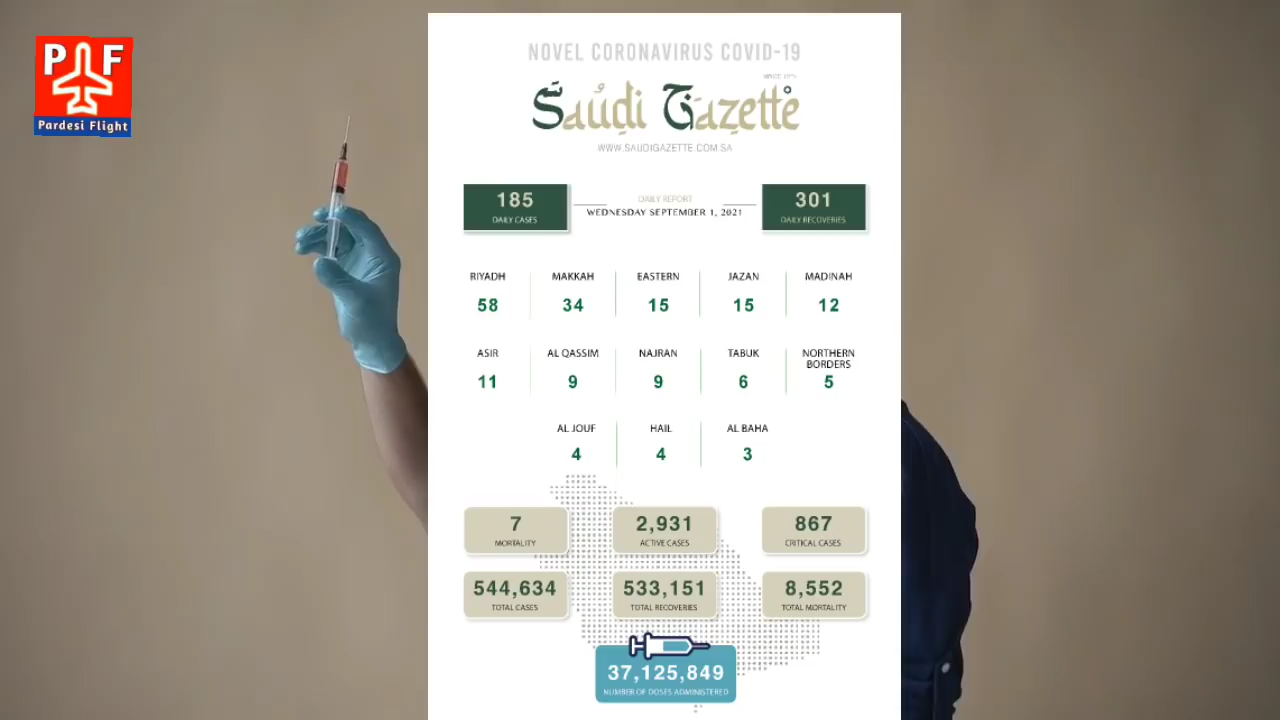 P F
Pardesi Flight
NOVEL CORONAVIRUS COVID-19
Saudi Gazette
WWW.SAUDIGAZETTE.COM.SA
185
DAILY CASES
DAILY REPORT
WEDNESDAY SEPTEMBER 1, 2021
301
DAILY RECOVERIES
RIYADH MAKKAH EASTERN JAZAN MADINAH
58 34 15 15 12
ASIR AL QASSIM NAJRAN TABUK NORTHERN
BORDERS
11 9 9 6 5
AL JOUF HAIL AL BAHA
4 4 3
7 2,931 867
MORTALITY ACTIVE CASES CRITICAL CASES
544,634 533,151 8,552
TOTAL CASES TOTAL RECOVERIES TOTAL MORTALITY
37,125,849
NUMBER OF DOSES ADMINISTERED